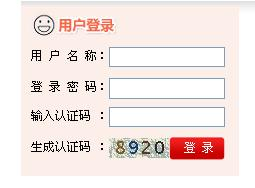 用户登录
用 户 名 称：
登 录 密 码：
输入认证码 ：
生成认证码 ： 8920 登 录